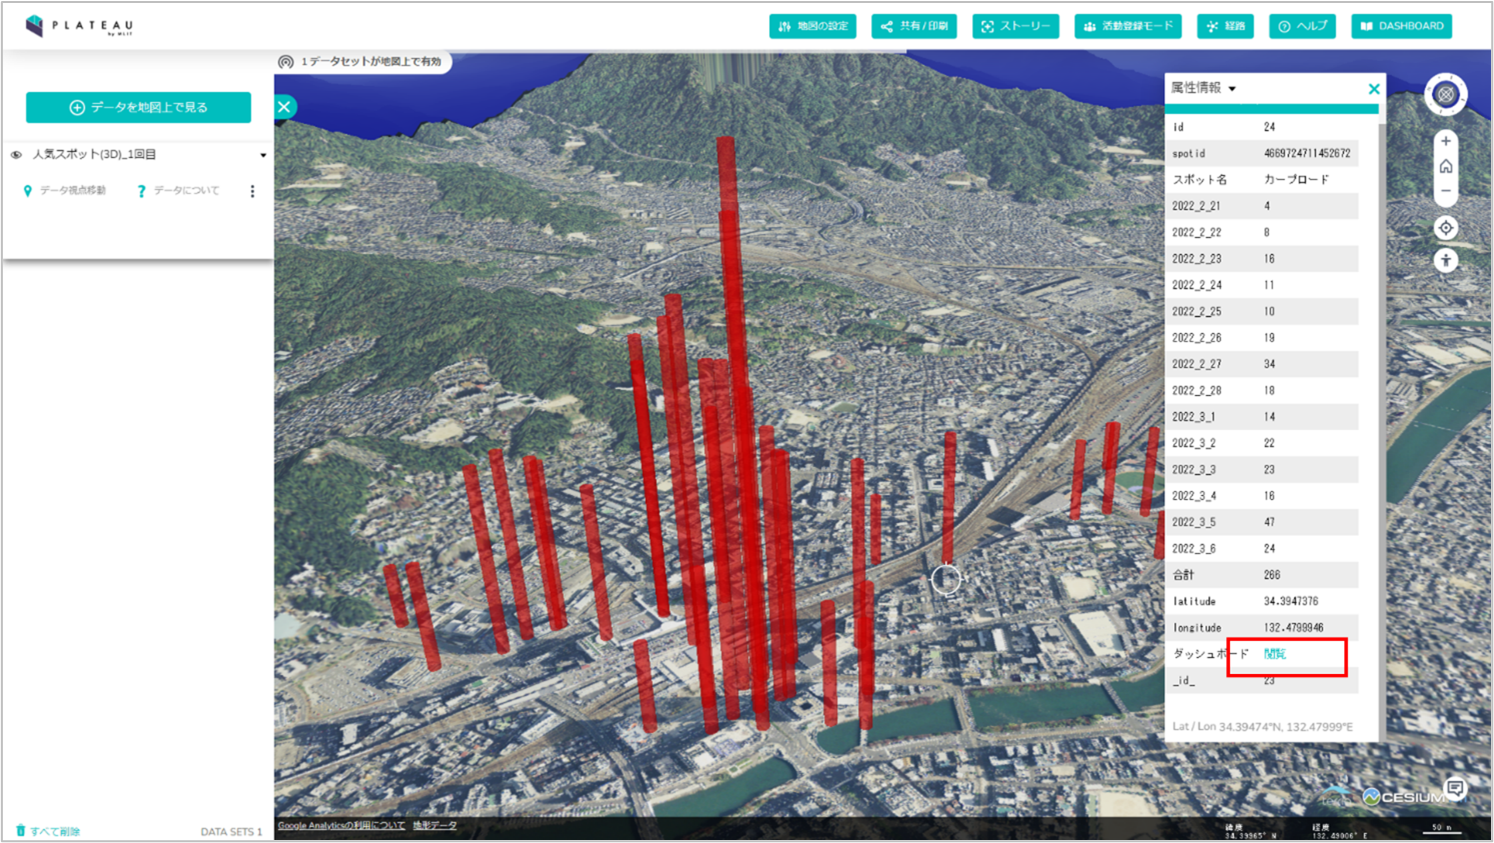 PLATEAU
by MLIT
地図の設定
共有/印刷
ストーリー
活動登録モード
経路
ヘルプ
DASHBOARD
1データセットが地図上で有効
データを地図上で見る
人気スポット(3D)_1回目
データ視点移動
データについて
すべて削除
DATA SETS 1
属性情報
id 24
spotid 4669724711452672
スポット名 カープロード
2022_2_21 4
2022_2_22 8
2022_2_23 16
2022_2_24 11
2022_2_25 10
2022_2_26 19
2022_2_27 34
2022_2_28 18
2022_3_1 14
2022_3_2 22
2022_3_3 23
2022_3_4 16
2022_3_5 47
2022_3_6 24
合計 266
latitude 34.3947376
longitude 132.4799946
ダッシュボード 閲覧
_id_ 23
Lat / Lon 34.39474°N, 132.47999°E
CESIUM
Google Analyticsの利用について 地形データ
緯度 34.39965° N
経度 132.49006° E
50 m